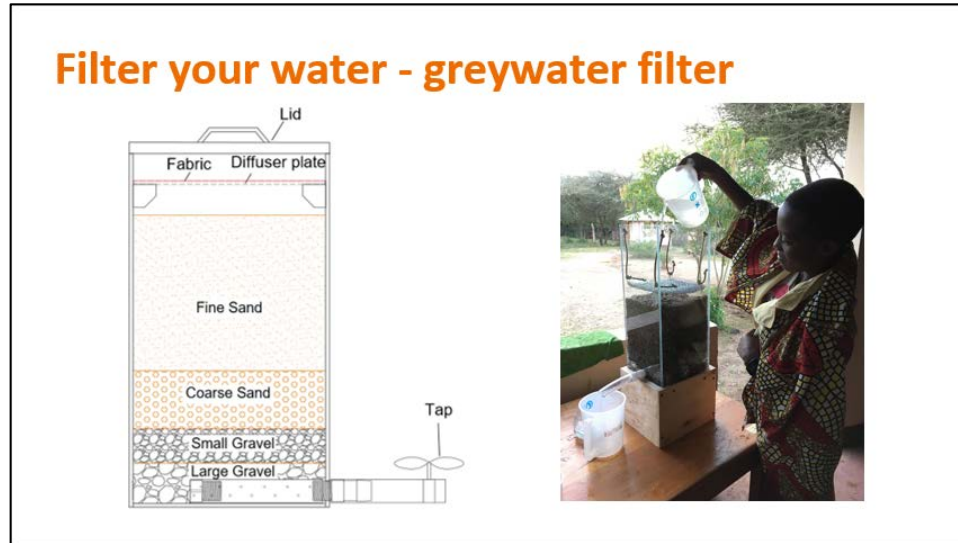 Filter your water - greywater filter
Lid
Fabric
Diffuser plate
Fine Sand
Coarse Sand
Small Gravel
Large Gravel
Tap